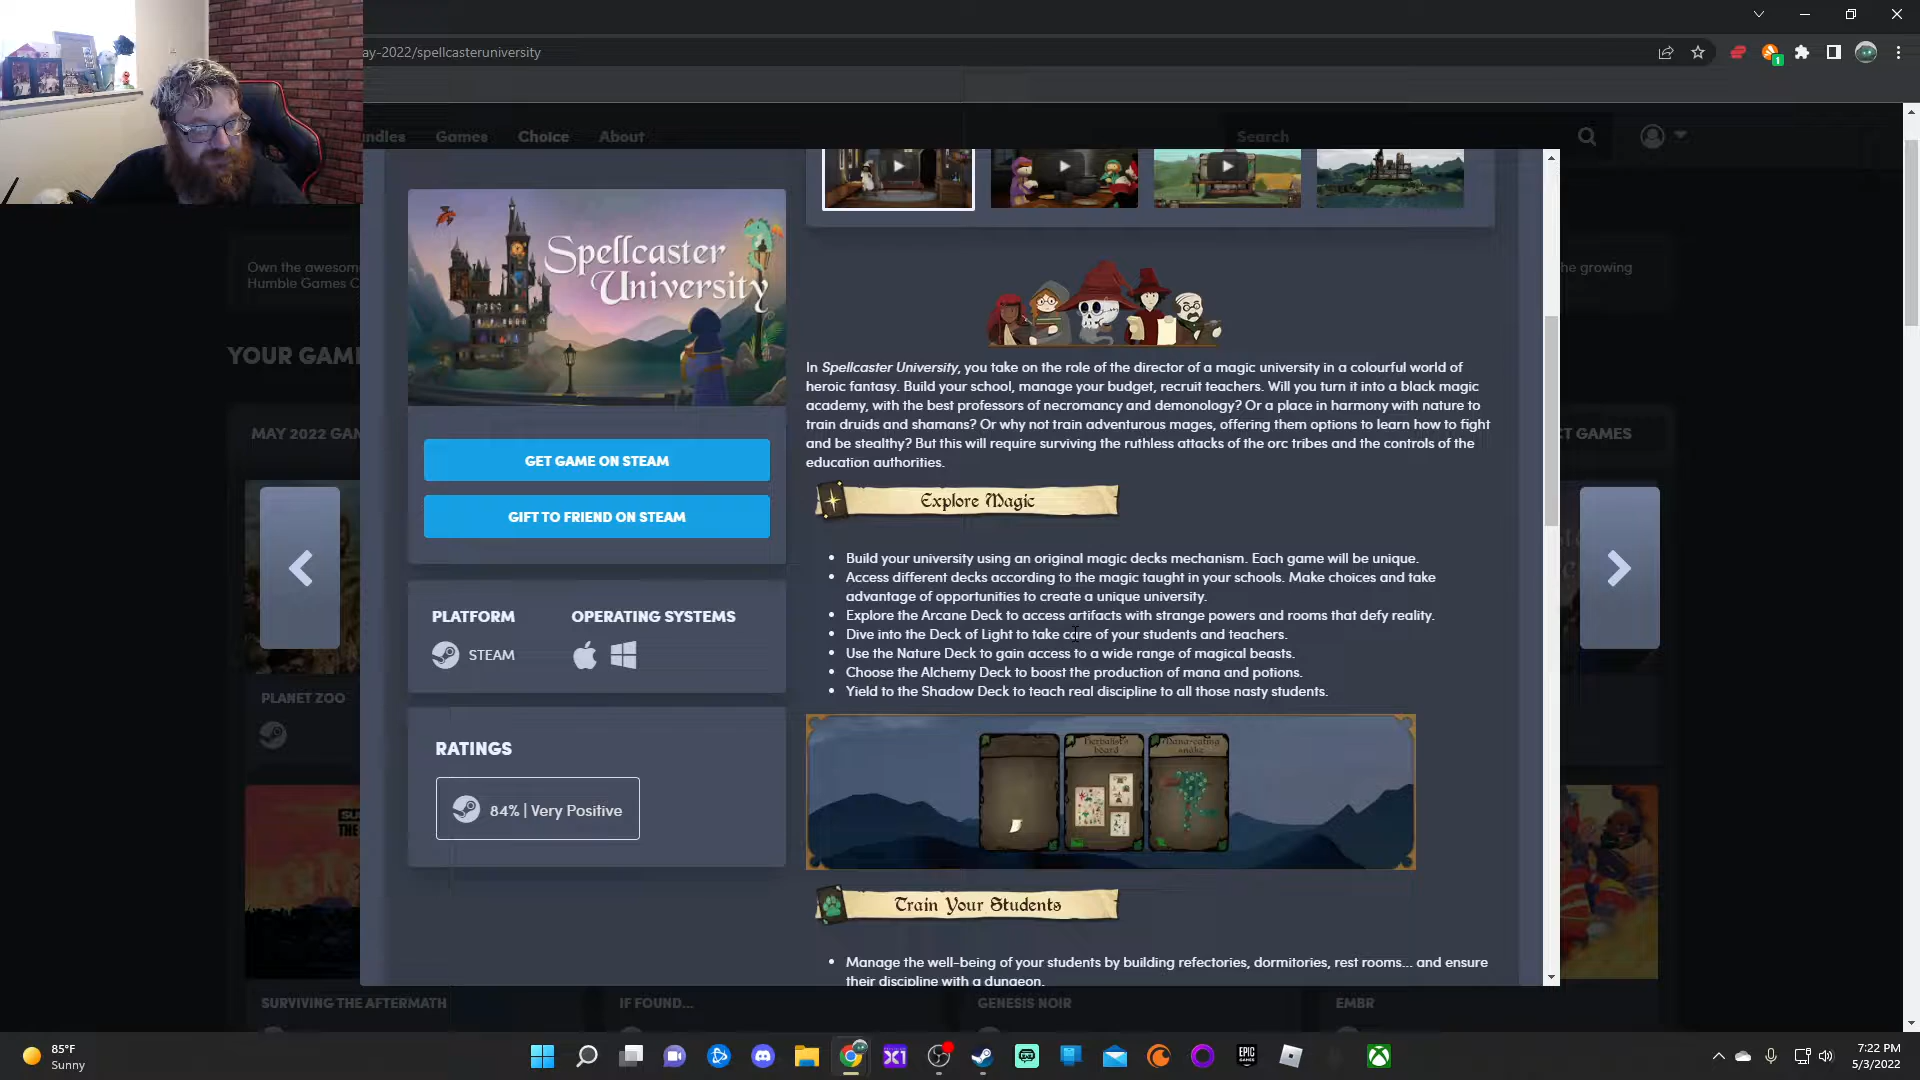 ay-2022/spellcasteruniversity
ndles Games Choice About
Search
Own the awesom
Humble Games C
he growing
YOUR GAM
MAY 2022 GAN
CT GAMES
PLANET ZOO
SURVIVING THE AFTERMATH
IF FOUND...
GENESIS NOIR
EMBR
Spellcaster
University
GET GAME ON STEAM
GIFT TO FRIEND ON STEAM
PLATFORM
OPERATING SYSTEMS
STEAM
RATINGS
84% | Very Positive
In Spellcaster University, you take on the role of the director of a magic university in a colourful world of
heroic fantasy. Build your school, manage your budget, recruit teachers. Will you turn it into a black magic
academy, with the best professors of necromancy and demonology? Or a place in harmony with nature to
train druids and shamans? Or why not train adventurous mages, offering them options to learn how to fight
and be stealthy? But this will require surviving the ruthless attacks of the orc tribes and the controls of the
education authorities.
Explore Magic
• Build your university using an original magic decks mechanism. Each game will be unique.
• Access different decks according to the magic taught in your schools. Make choices and take
advantage of opportunities to create a unique university.
• Explore the Arcane Deck to access artifacts with strange powers and rooms that defy reality.
• Dive into the Deck of Light to take care of your students and teachers.
• Use the Nature Deck to gain access to a wide range of magical beasts.
• Choose the Alchemy Deck to boost the production of mana and potions.
• Yield to the Shadow Deck to teach real discipline to all those nasty students.
Herbalist's
board
Mana-eating
snake
Train Your Students
• Manage the well-being of your students by building refectories, dormitories, rest rooms... and ensure
their discipline with a dungeon.
85°F
Sunny
X1
EPIC
GAMES
7:22 PM
5/3/2022
1